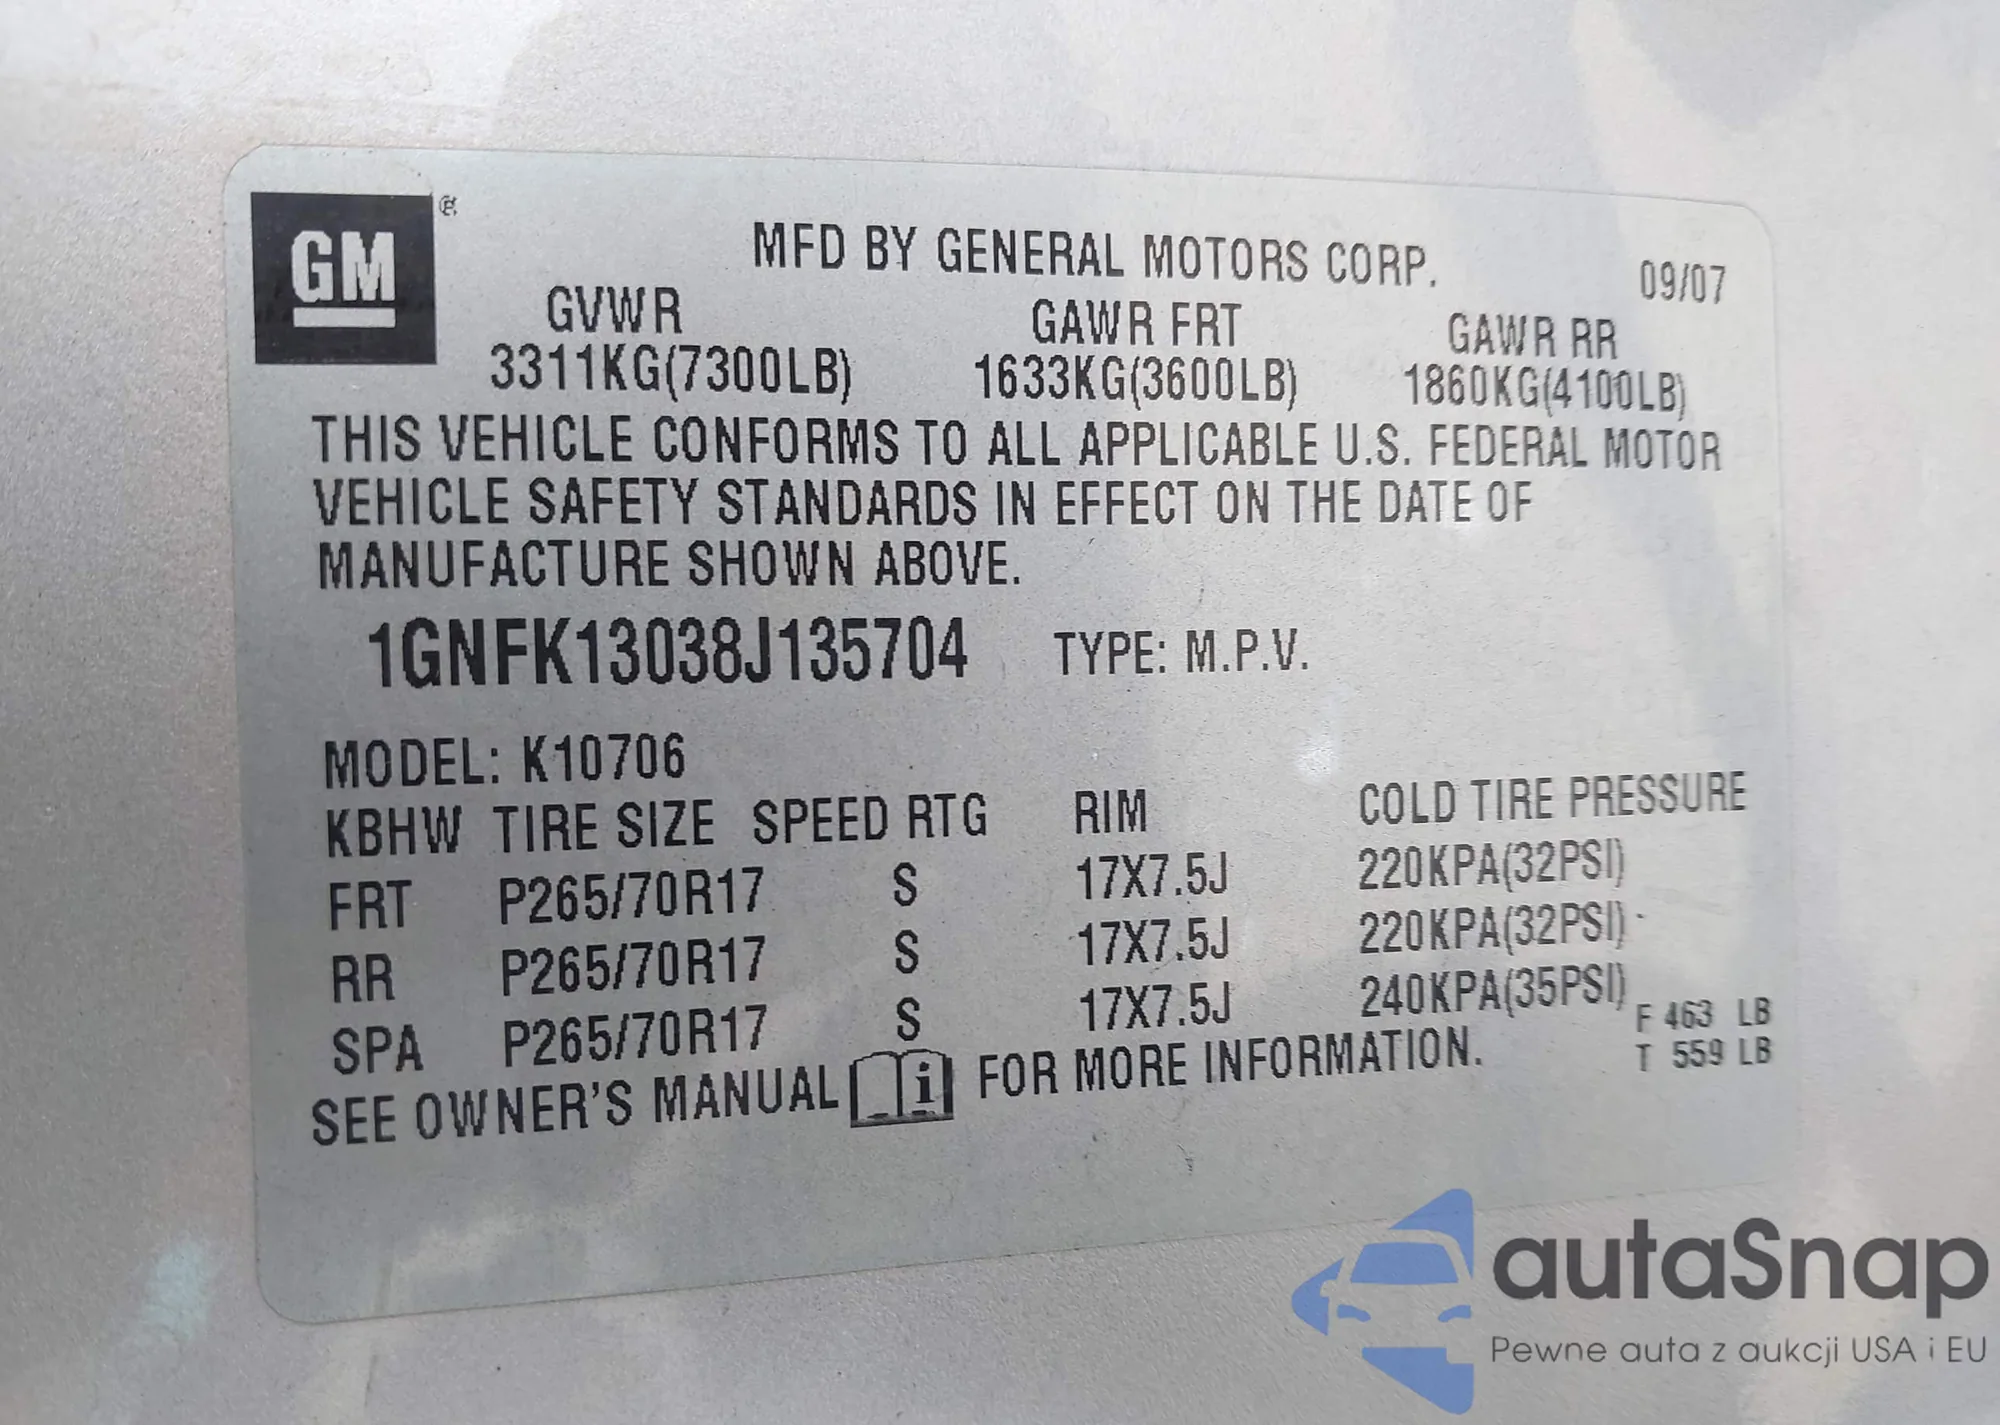 GM ®
MFD BY GENERAL MOTORS CORP. 09/07
GVWR GAWR FRT GAWR RR
3311KG(7300LB) 1633KG(3600LB) 1860KG(4100LB)
THIS VEHICLE CONFORMS TO ALL APPLICABLE U.S. FEDERAL MOTOR
VEHICLE SAFETY STANDARDS IN EFFECT ON THE DATE OF
MANUFACTURE SHOWN ABOVE.
1GNFK13038J135704 TYPE: M.P.V.
MODEL: K10706
KBHW TIRE SIZE SPEED RTG RIM COLD TIRE PRESSURE
FRT P265/70R17 S 17X7.5J 220KPA(32PSI)
RR P265/70R17 S 17X7.5J 220KPA(32PSI)
SPA P265/70R17 S 17X7.5J 240KPA(35PSI)
F 463 LB
T 559 LB
SEE OWNER'S MANUAL i FOR MORE INFORMATION.
autaSnap
Pewne auta z aukcji USA i EU